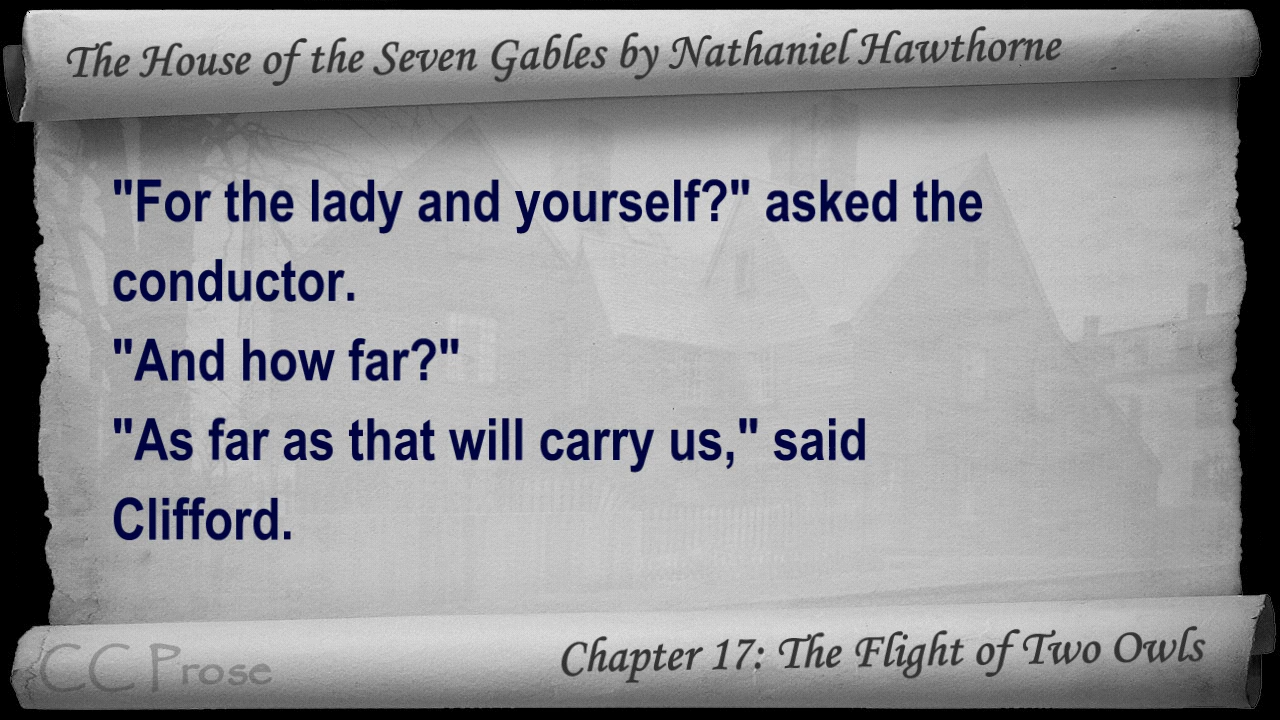 The House of the Seven Gables by Nathaniel Hawthorne
"For the lady and yourself?" asked the
conductor.
"And how far?"
"As far as that will carry us," said
Clifford.
CC Prose
Chapter 17: The Flight of Two Owls